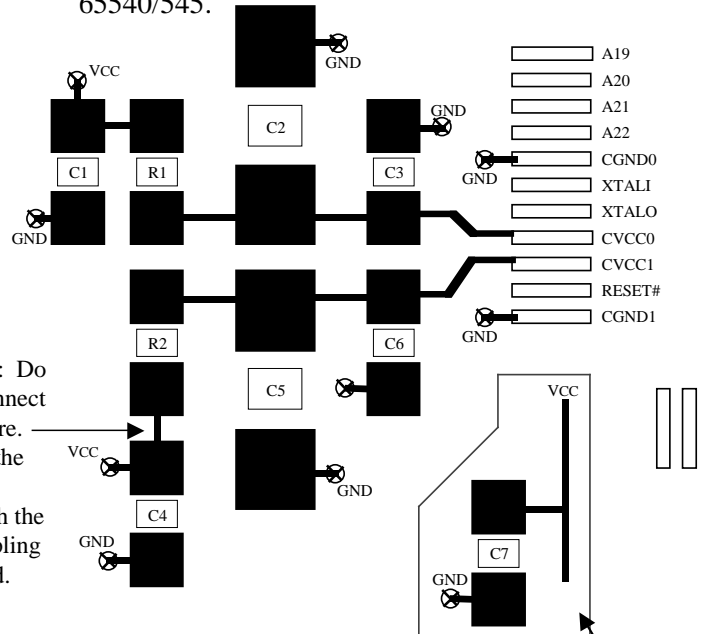 65540/545.
VCC
GND
C2
GND
C1
R1
C3
GND
A19
A20
A21
A22
CGND0
GND
XTALI
XTALO
CVCC0
CVCC1
RESET#
CGND1
GND
R2
C6
: Do
nnect
re.
the
VCC
C5
GND
C4
h the
GND
pling
d.
VCC
C7
GND